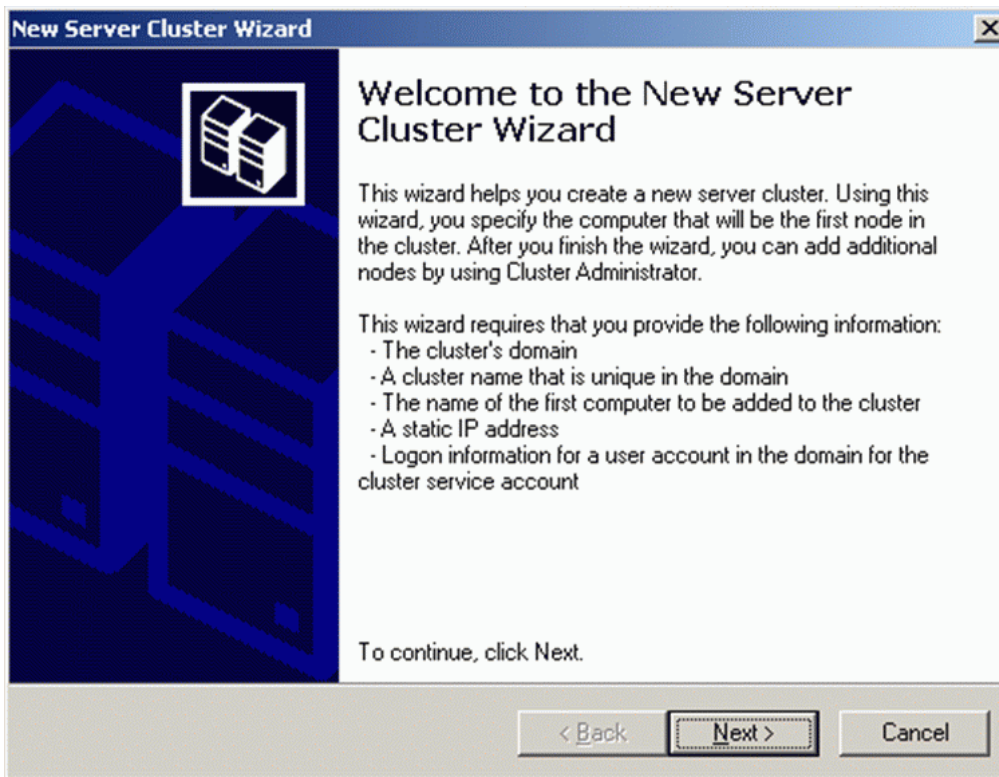 New Server Cluster Wizard
Welcome to the New Server
Cluster Wizard
This wizard helps you create a new server cluster. Using this
wizard, you specify the computer that will be the first node in
the cluster. After you finish the wizard, you can add additional
nodes by using Cluster Administrator.
This wizard requires that you provide the following information:
- The cluster's domain
- A cluster name that is unique in the domain
- The name of the first computer to be added to the cluster
- A static IP address
- Logon information for a user account in the domain for the
cluster service account
To continue, click Next.
< Back Next > Cancel